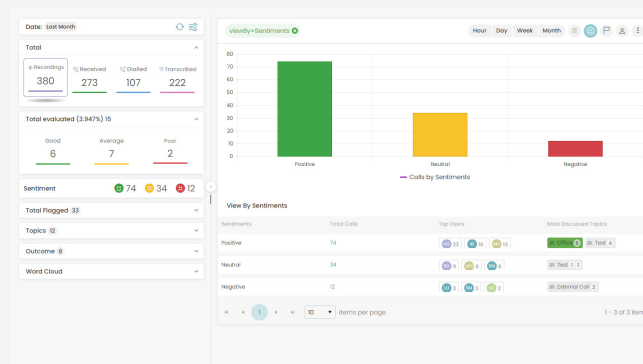 Date: Last Month
Total
Recordings Received Dialled Transcribed
380 273 107 222
Total evaluated (3.947%) 15
Good Average Poor
6 7 2
Sentiment 74 34 12
Total Flagged 33
Topics 12
Outcome 8
Word Cloud
viewBy=Sentiments
Hour Day Week Month
80
70
60
50
40
30
20
10
0
Positive Neutral Negative
Calls by Sentiments
View By Sentiments
Sentiments Total Calls Top Users Most Discussed Topics
Positive 74 23 16 13 Office 5 Test 4
Neutral 34 9 6 6 Test 1 1
Negative 12 3 3 2 External Call 2
1 10 items per page 1 - 3 of 3 item